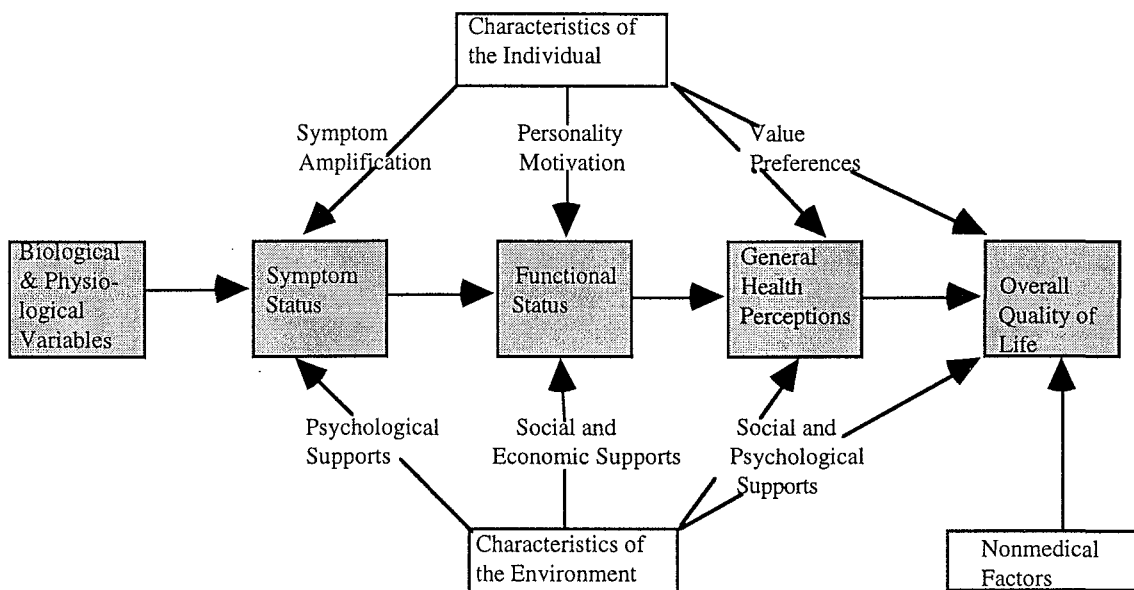 Characteristics of
the Individual
Symptom
Amplification
Personality
Motivation
Value
Preferences
Biological
& Physio-
logical
Variables
Symptom
Status
Functional
Status
General
Health
Perceptions
Overall
Quality of
Life
Psychological
Supports
Social and
Economic Supports
Social and
Psychological
Supports
Characteristics of
the Environment
Nonmedical
Factors